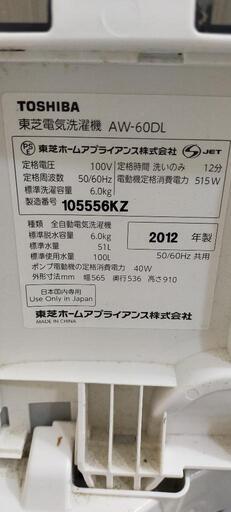 TOSHIBA
東芝電気洗濯機 AW-60DL
PS E 東芝ホームアプライアンス株式会社 S JET
定格電圧 100V 定格時間 洗いのみ 12分
定格周波数 50/60Hz 電動機定格消費電力 515W
標準洗濯容量 6.0kg
製造番号 105556KZ
種類 全自動電気洗濯機
標準脱水容量 6.0kg 2012 年製
標準水量 51L
標準使用水量 100L 50/60Hz 共用
ポンプ電動機の定格消費電力 40W
外形寸法mm 幅565 奥行536 高さ910
日本国内専用
Use Only in Japan
東芝ホームアプライアンス株式会社
MADE IN CHINA